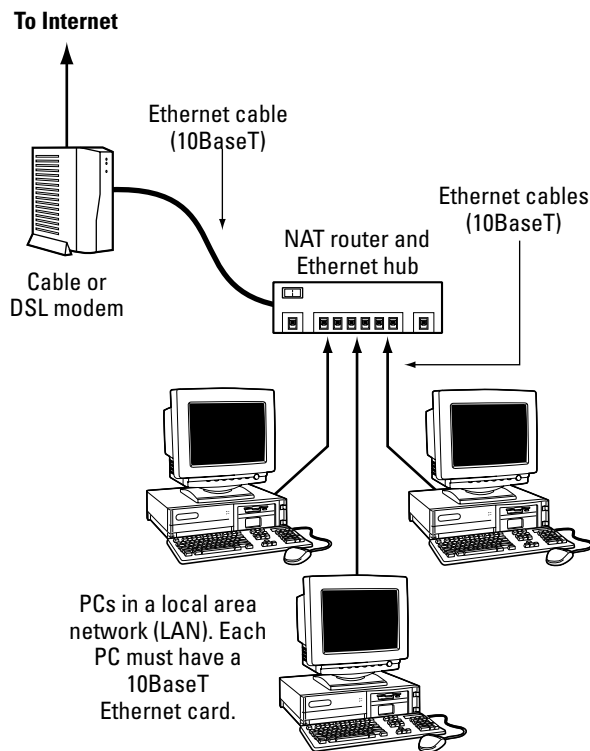 To Internet
Ethernet cable
(10BaseT)
Ethernet cables
(10BaseT)
NAT router and
Ethernet hub
Cable or
DSL modem
PCs in a local area
network (LAN). Each
PC must have a
10BaseT
Ethernet card.